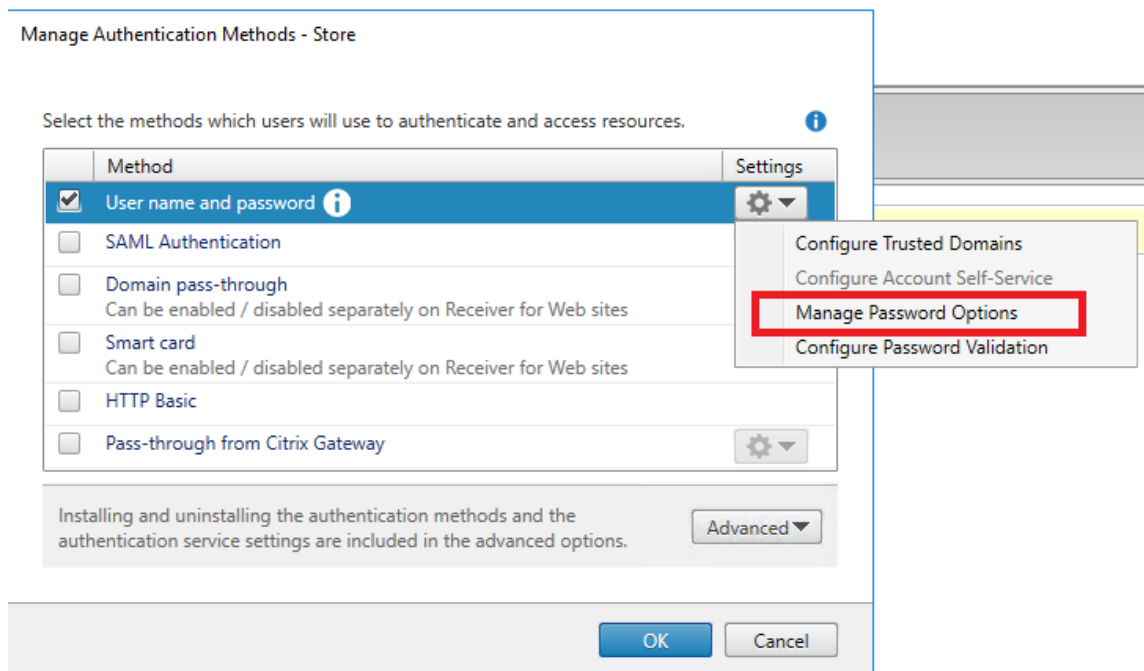 Manage Authentication Methods - Store
Select the methods which users will use to authenticate and access resources.
Method
Settings
User name and password
SAML Authentication
Domain pass-through
Can be enabled / disabled separately on Receiver for Web sites
Smart card
Can be enabled / disabled separately on Receiver for Web sites
HTTP Basic
Pass-through from Citrix Gateway
Configure Trusted Domains
Configure Account Self-Service
Manage Password Options
Configure Password Validation
Installing and uninstalling the authentication methods and the
authentication service settings are included in the advanced options.
Advanced
OK
Cancel